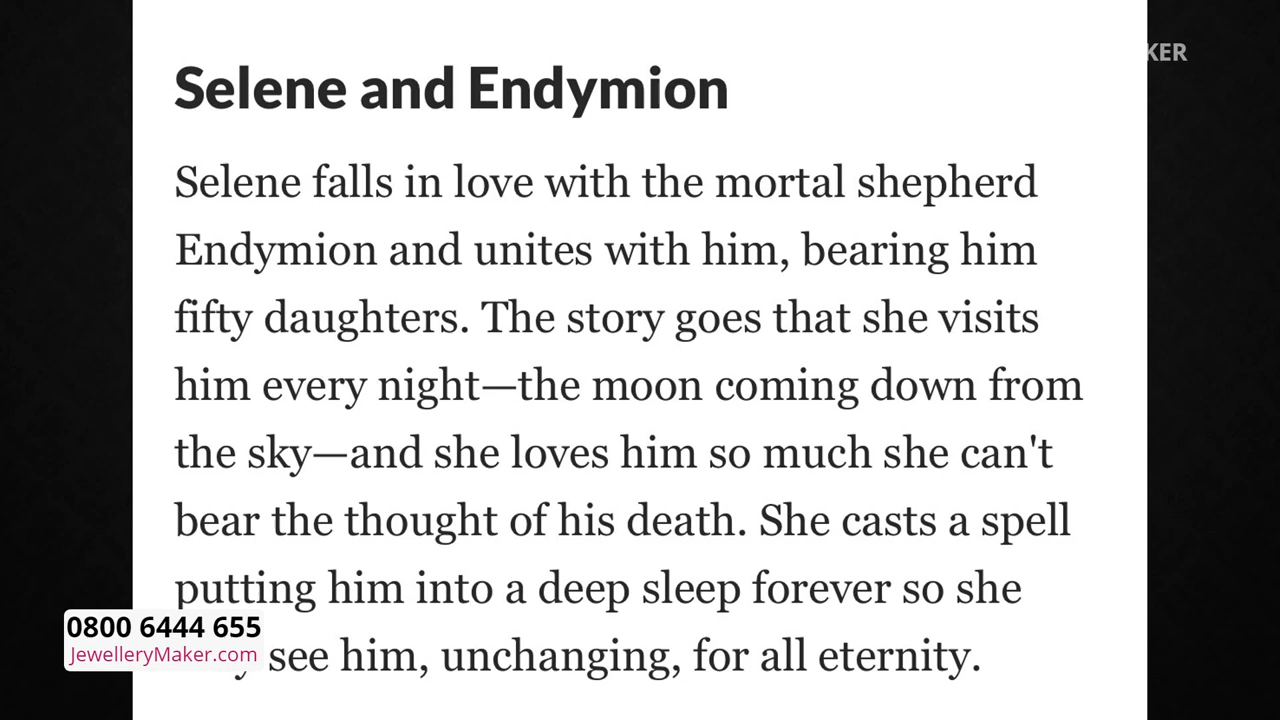 KER
Selene and Endymion
Selene falls in love with the mortal shepherd
Endymion and unites with him, bearing him
fifty daughters. The story goes that she visits
him every night—the moon coming down from
the sky—and she loves him so much she can't
bear the thought of his death. She casts a spell
putting him into a deep sleep forever so she
see him, unchanging, for all eternity.
0800 6444 655
JewelleryMaker.com